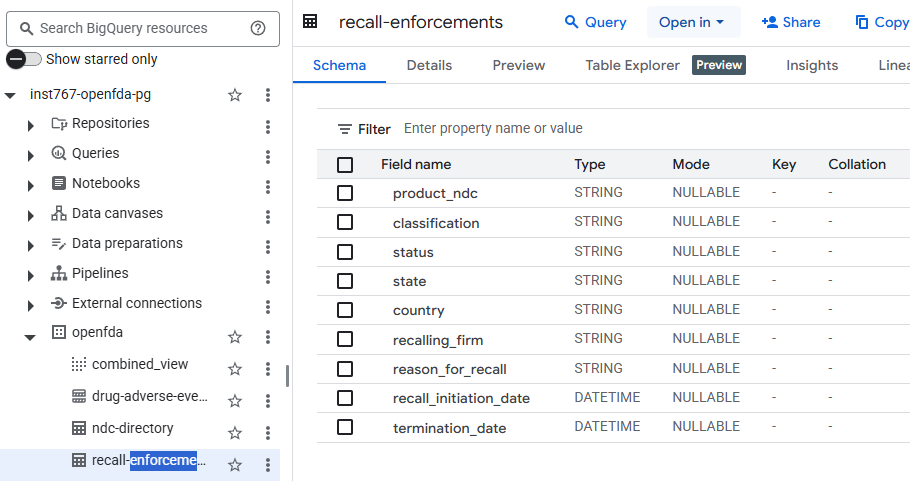 Search BigQuery resources
Show starred only
inst767-openfda-pg
Repositories
Queries
Notebooks
Data canvases
Data preparations
Pipelines
External connections
openfda
combined_view
drug-adverse-eve...
ndc-directory
recall-enforceme...
recall-enforcements Query Open in Share Copy
Schema Details Preview Table Explorer Preview Insights Linea
Filter Enter property name or value
Field name Type Mode Key Collation
product_ndc STRING NULLABLE - -
classification STRING NULLABLE - -
status STRING NULLABLE - -
state STRING NULLABLE - -
country STRING NULLABLE - -
recalling_firm STRING NULLABLE - -
reason_for_recall STRING NULLABLE - -
recall_initiation_date DATETIME NULLABLE - -
termination_date DATETIME NULLABLE - -